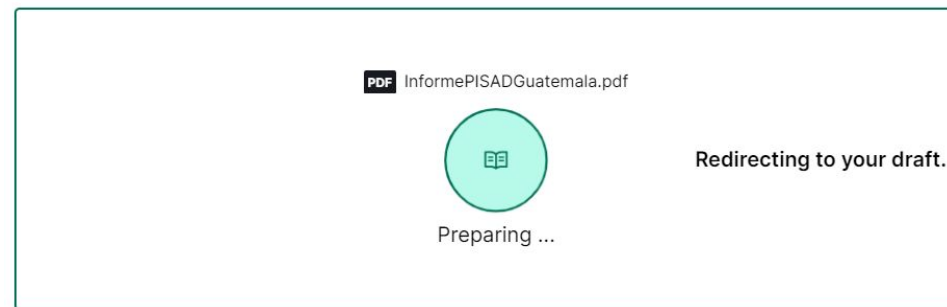 PDF InformePISADGuatemala.pdf
Redirecting to your draft.
Preparing ...